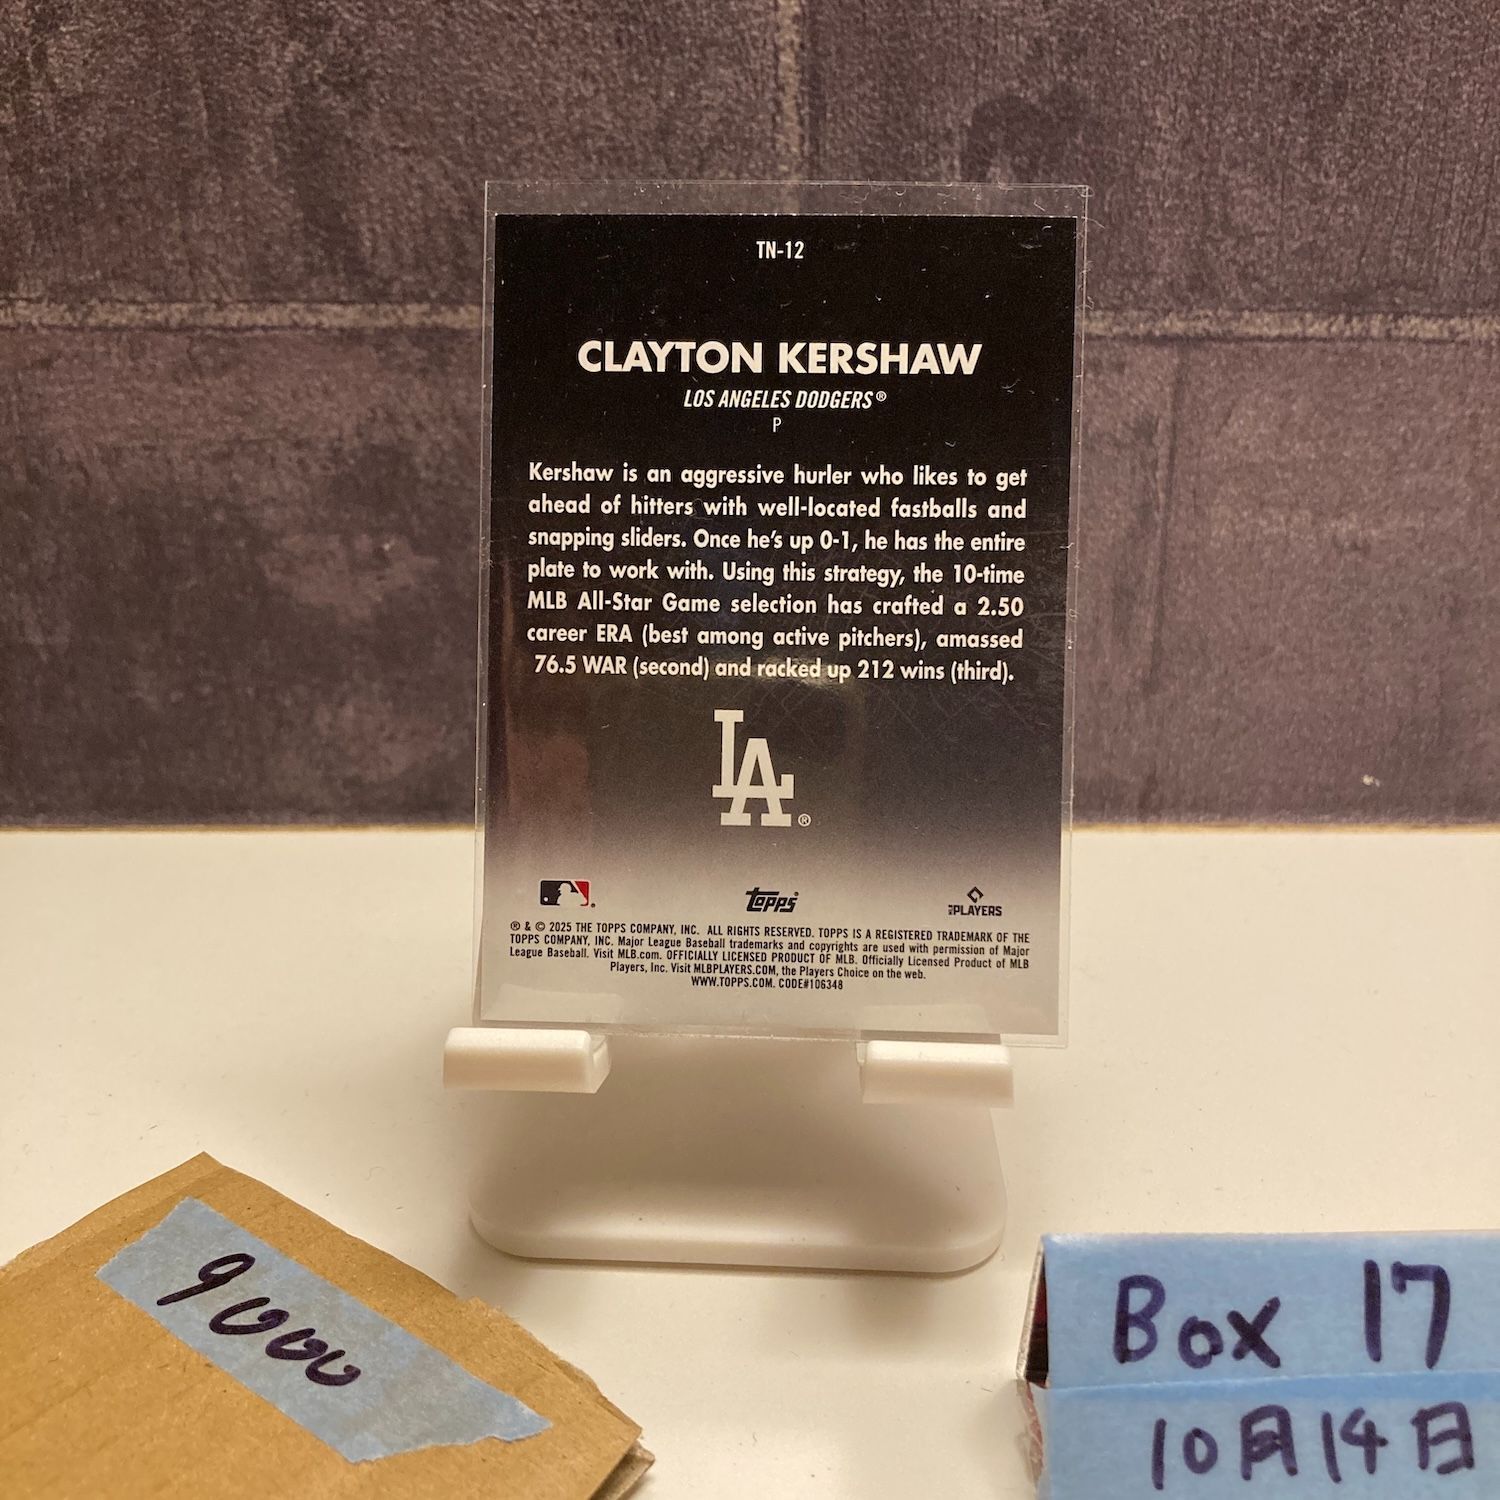 TN-12
CLAYTON KERSHAW
LOS ANGELES DODGERS®
P
Kershaw is an aggressive hurler who likes to get
ahead of hitters with well-located fastballs and
snapping sliders. Once he's up 0-1, he has the entire
plate to work with. Using this strategy, the 10-time
MLB All-Star Game selection has crafted a 2.50
career ERA (best among active pitchers), amassed
76.5 WAR (second) and racked up 212 wins (third).
LA®
topps® MLBPLAYERS
® & © 2025 THE TOPPS COMPANY, INC. ALL RIGHTS RESERVED. TOPPS IS A REGISTERED TRADEMARK OF THE
TOPPS COMPANY, INC. Major League Baseball trademarks and copyrights are used with permission of Major
League Baseball. Visit MLB.com. OFFICIALLY LICENSED PRODUCT OF MLB. Officially Licensed Product of MLB
Players, Inc. Visit MLBPLAYERS.COM, the Players Choice on the web.
WWW.TOPPS.COM. CODE#106348
9000
Box 17
10月14日